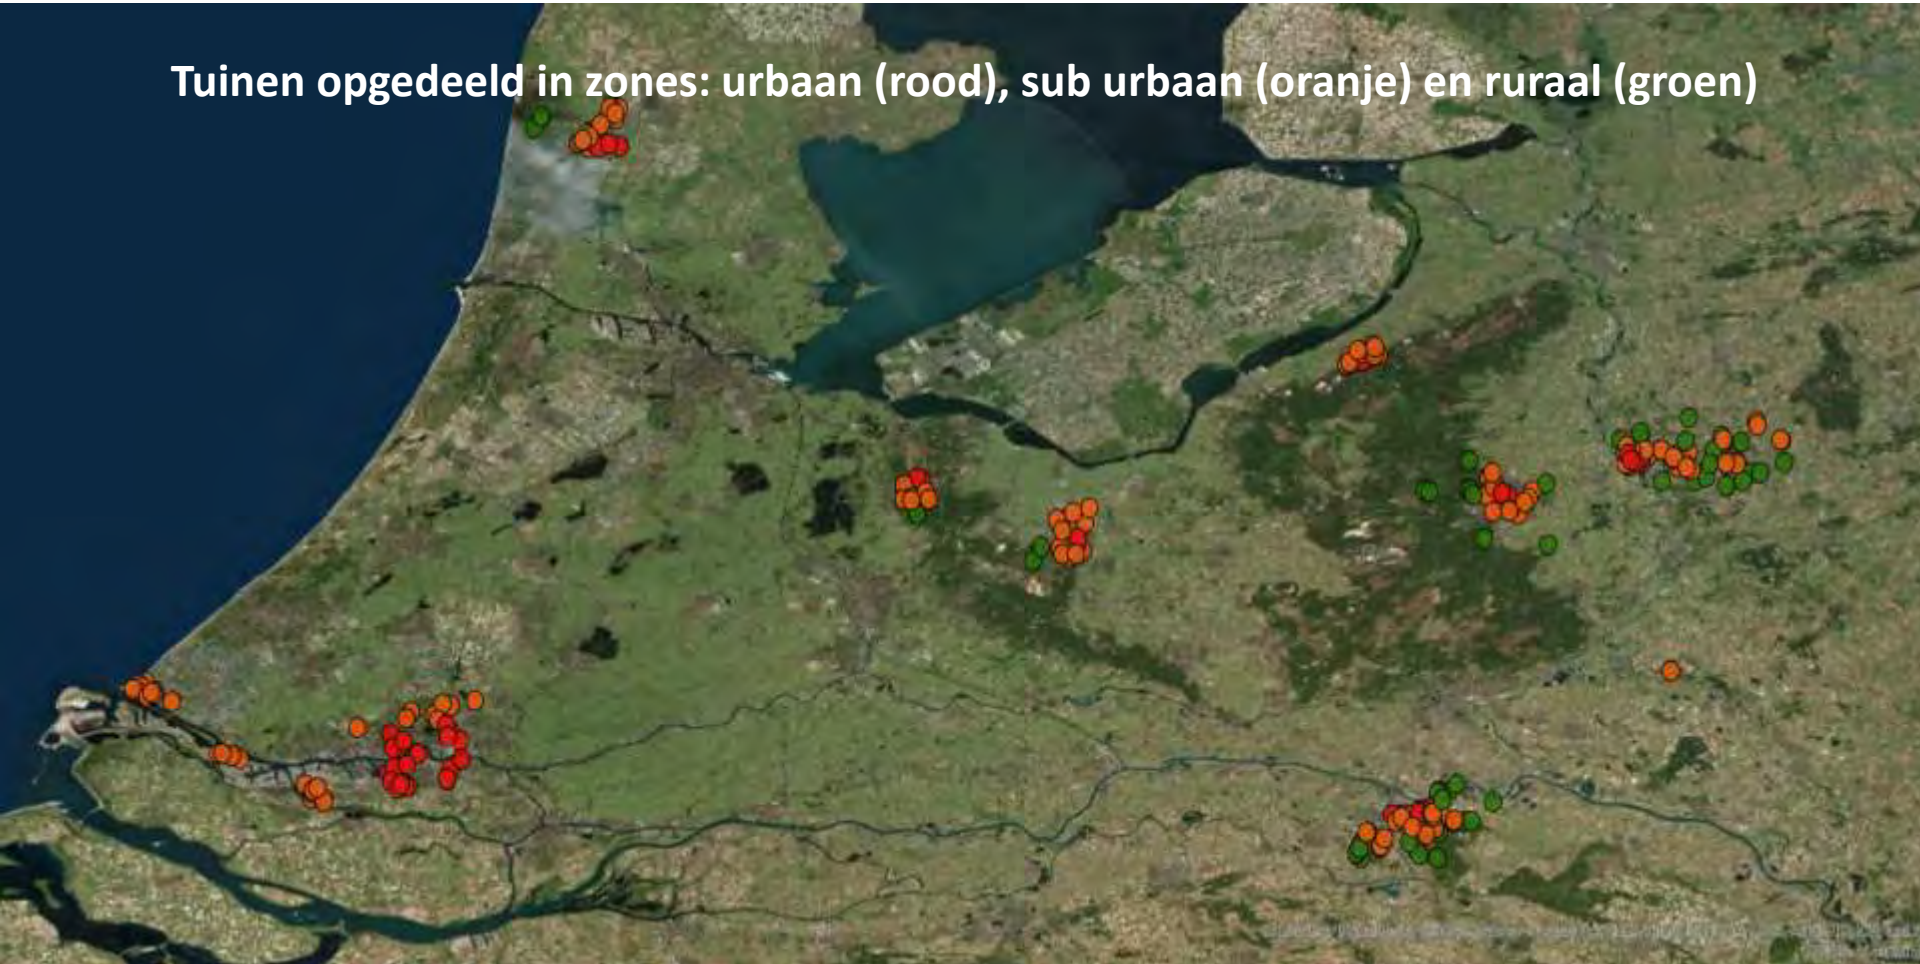 Tuinen opgedeeld in zones: urbaan (rood), sub urbaan (oranje) en ruraal (groen)